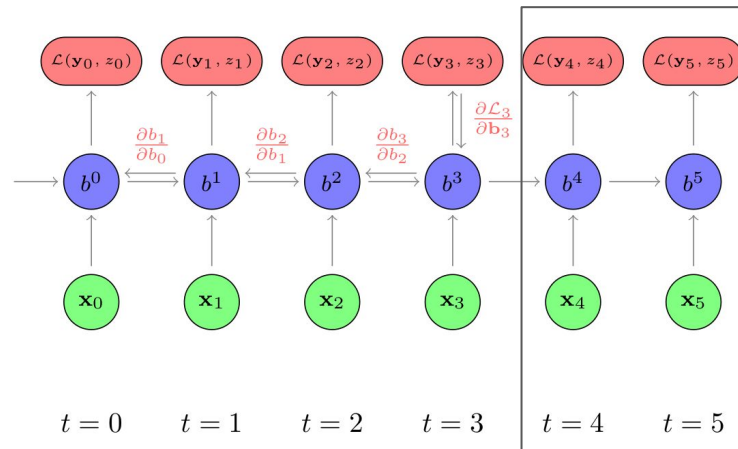 ℒ(𝐲₀, z₀) ℒ(𝐲₁, z₁) ℒ(𝐲₂, z₂) ℒ(𝐲₃, z₃) ℒ(𝐲₄, z₄) ℒ(𝐲₅, z₅)
∂b₁/∂b₀ ∂b₂/∂b₁ ∂b₃/∂b₂ ∂ℒ₃/∂𝐛₃
b⁰ b¹ b² b³ b⁴ b⁵
𝐱₀ 𝐱₁ 𝐱₂ 𝐱₃ 𝐱₄ 𝐱₅
t = 0 t = 1 t = 2 t = 3 t = 4 t = 5